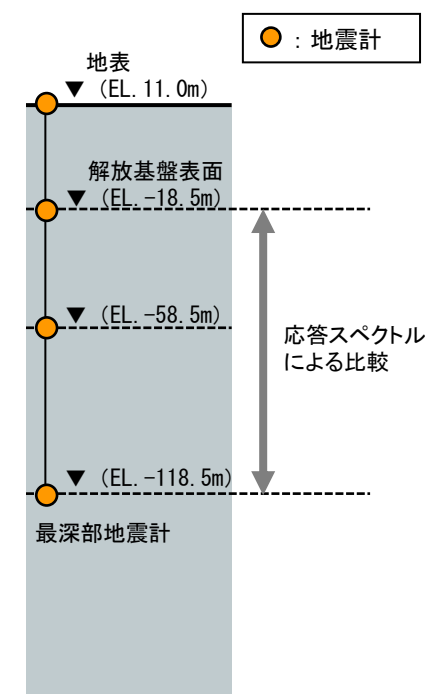 ：地震計
地表
▼ (EL. 11.0m)
解放基盤表面
▼ (EL. -18.5m)
▼ (EL. -58.5m)
応答スペクトル
による比較
▼ (EL. -118.5m)
最深部地震計